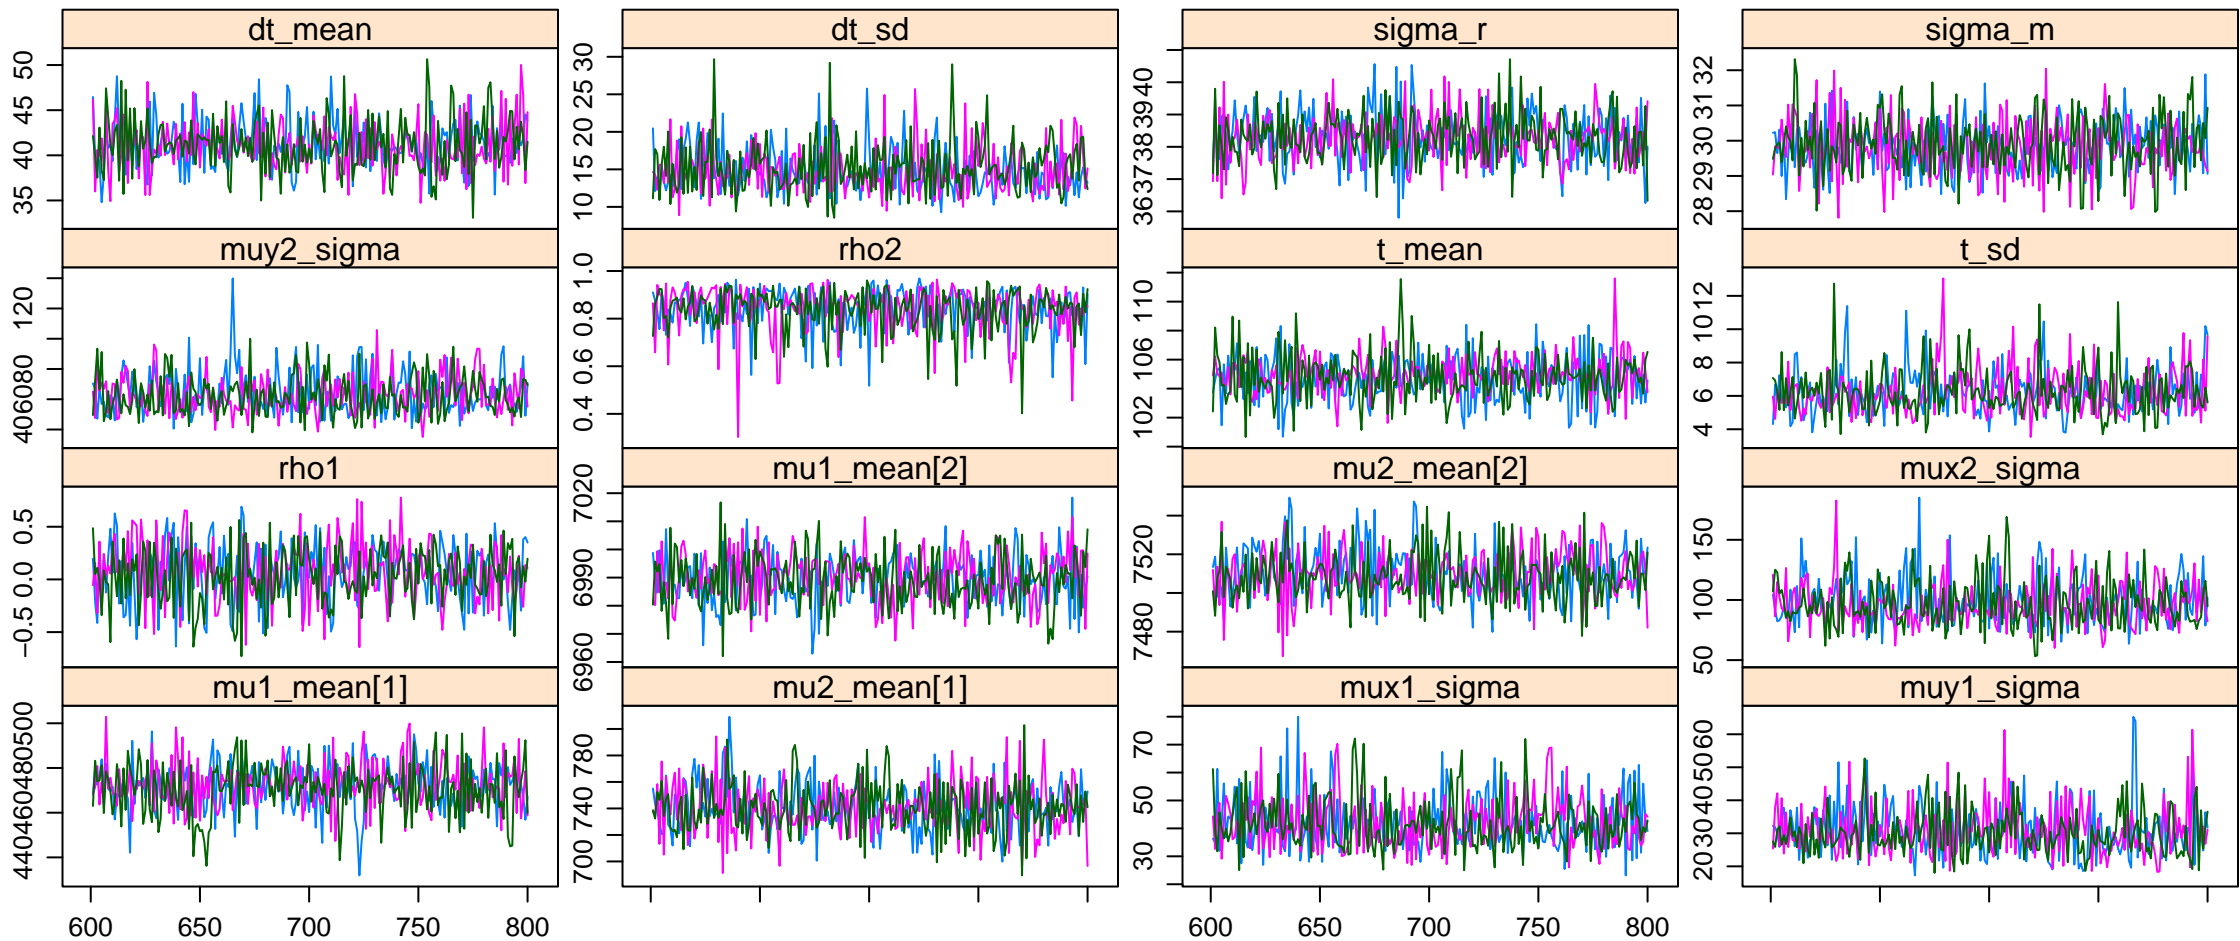 dt_mean
35 40 45 50
dt_sd
10 15 20 25 30
sigma_r
36 37 38 39 40
sigma_m
28 29 30 31 32
muy2_sigma
40 60 80 120
rho2
0.4 0.6 0.8 1.0
t_mean
102 106 110
t_sd
4 6 8 10 12
rho1
−0.5 0.0 0.5
mu1_mean[2]
6960 6990 7020
mu2_mean[2]
7480 7520
mux2_sigma
50 100 150
mu1_mean[1]
440 460 480 500
mu2_mean[1]
700 740 780
mux1_sigma
30 50 70
muy1_sigma
20 30 40 50 60
600 650 700 750 800
600 650 700 750 800